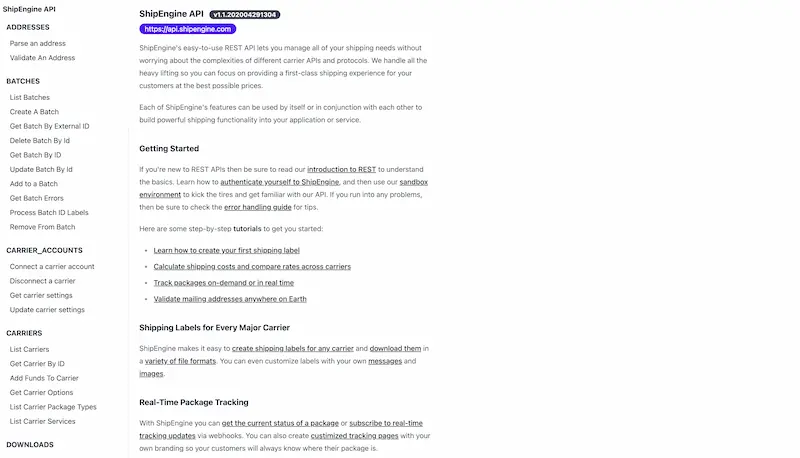 ShipEngine API
ADDRESSES
Parse an address
Validate An Address
BATCHES
List Batches
Create A Batch
Get Batch By External ID
Delete Batch By Id
Get Batch By ID
Update Batch By Id
Add to a Batch
Get Batch Errors
Process Batch ID Labels
Remove From Batch
CARRIER_ACCOUNTS
Connect a carrier account
Disconnect a carrier
Get carrier settings
Update carrier settings
CARRIERS
List Carriers
Get Carrier By ID
Add Funds To Carrier
Get Carrier Options
List Carrier Package Types
List Carrier Services
DOWNLOADS
ShipEngine API v1.1.202004291304
https://api.shipengine.com
ShipEngine's easy-to-use REST API lets you manage all of your shipping needs without
worrying about the complexities of different carrier APIs and protocols. We handle all the
heavy lifting so you can focus on providing a first-class shipping experience for your
customers at the best possible prices.
Each of ShipEngine's features can be used by itself or in conjunction with each other to
build powerful shipping functionality into your application or service.
Getting Started
If you're new to REST APIs then be sure to read our introduction to REST to understand
the basics. Learn how to authenticate yourself to ShipEngine, and then use our sandbox
environment to kick the tires and get familiar with our API. If you run into any problems,
then be sure to check the error handling guide for tips.
Here are some step-by-step tutorials to get you started:
• Learn how to create your first shipping label
• Calculate shipping costs and compare rates across carriers
• Track packages on-demand or in real time
• Validate mailing addresses anywhere on Earth
Shipping Labels for Every Major Carrier
ShipEngine makes it easy to create shipping labels for any carrier and download them in
a variety of file formats. You can even customize labels with your own messages and
images.
Real-Time Package Tracking
With ShipEngine you can get the current status of a package or subscribe to real-time
tracking updates via webhooks. You can also create custimized tracking pages with your
own branding so your customers will always know where their package is.